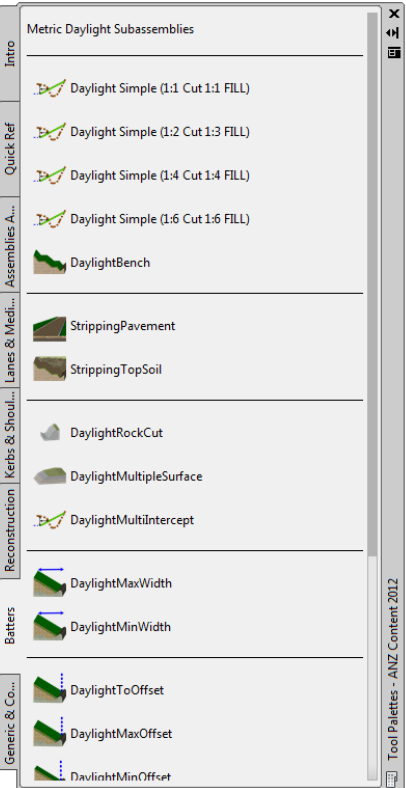 Metric Daylight Subassemblies
Daylight Simple (1:1 Cut 1:1 FILL)
Daylight Simple (1:2 Cut 1:3 FILL)
Daylight Simple (1:4 Cut 1:4 FILL)
Daylight Simple (1:6 Cut 1:6 FILL)
DaylightBench
StrippingPavement
StrippingTopSoil
DaylightRockCut
DaylightMultipleSurface
DaylightMultiIntercept
DaylightMaxWidth
DaylightMinWidth
DaylightToOffset
DaylightMaxOffset
DaylightMinOffset
Intro
Quick Ref
Assemblies A...
Lanes & Medi...
Kerbs & Shoul...
Reconstruction
Batters
Generic & Co...
Tool Palettes - ANZ Content 2012